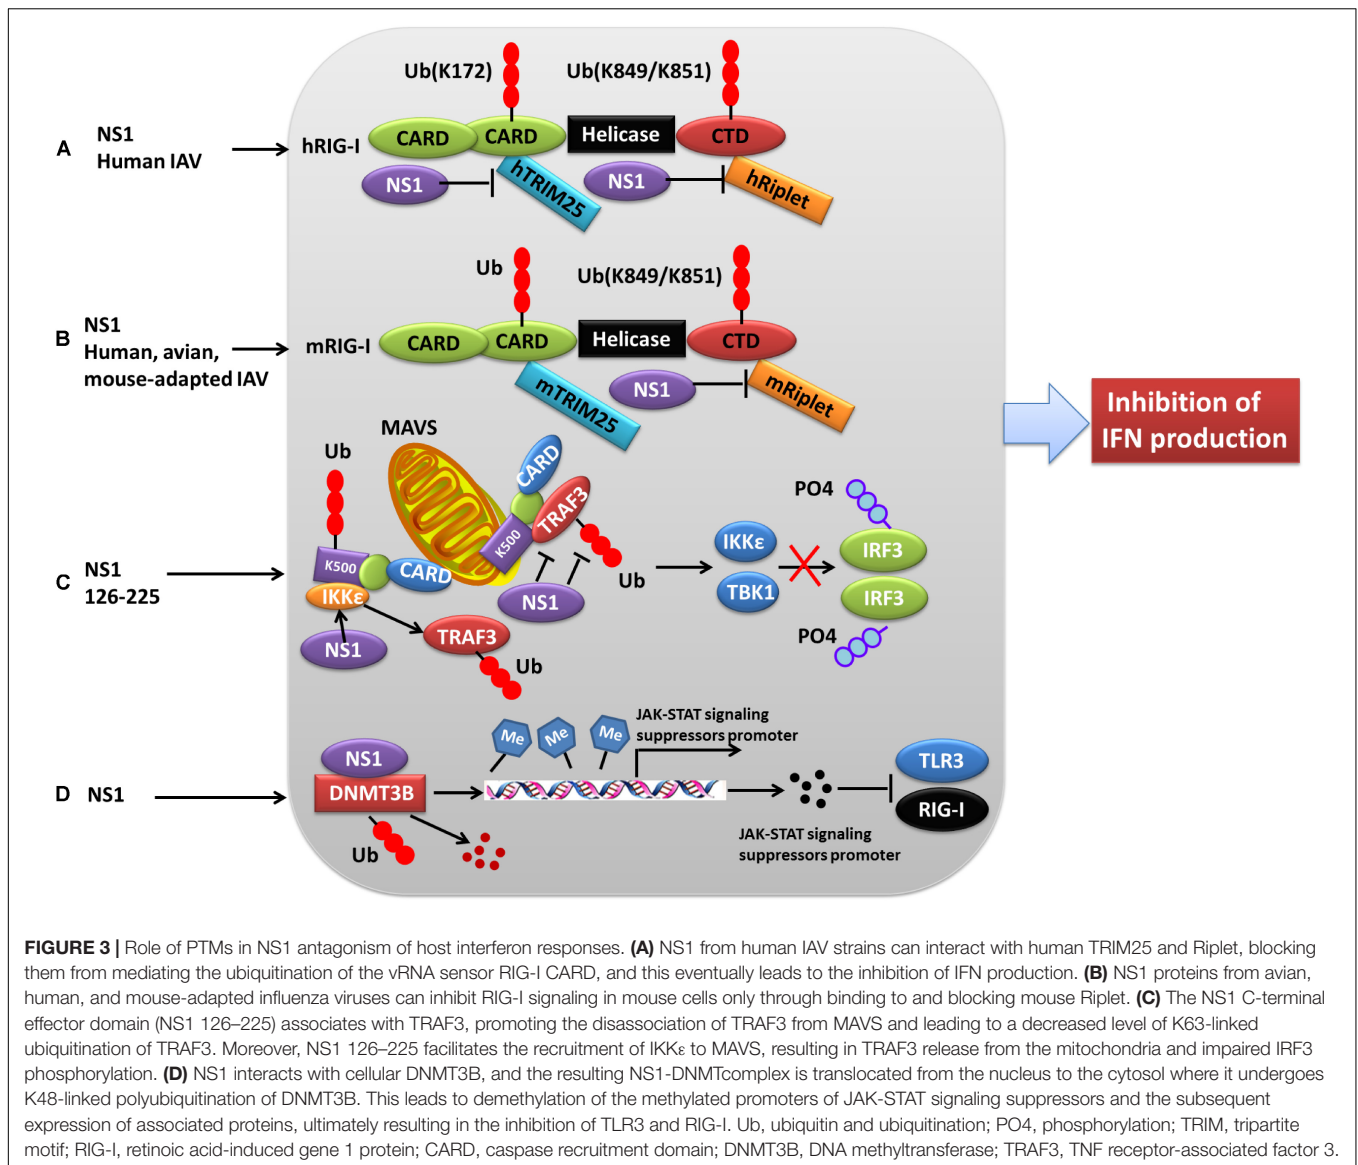 Ub(K172)
Ub(K849/K851)
A
NS1
Human IAV
hRIG-I
CARD
CARD
Helicase
CTD
NS1
hTRIM25
NS1
hRiplet
Ub
Ub(K849/K851)
B
NS1
Human, avian,
mouse-adapted IAV
mRIG-I
CARD
CARD
Helicase
CTD
mTRIM25
NS1
mRiplet
Inhibition of
IFN production
MAVS
Ub
CARD
TRAF3
K500
PO4
C
NS1
126-225
K500
CARD
IKKε
NS1
TRAF3
Ub
NS1
Ub
IKKε
TBK1
IRF3
IRF3
PO4
D
NS1
NS1
DNMT3B
Ub
Me
Me
Me
JAK-STAT signaling
suppressors promoter
JAK-STAT signaling
suppressors promoter
TLR3
RIG-I
FIGURE 3 | Role of PTMs in NS1 antagonism of host interferon responses. (A) NS1 from human IAV strains can interact with human TRIM25 and Riplet, blocking
them from mediating the ubiquitination of the vRNA sensor RIG-I CARD, and this eventually leads to the inhibition of IFN production. (B) NS1 proteins from avian,
human, and mouse-adapted influenza viruses can inhibit RIG-I signaling in mouse cells only through binding to and blocking mouse Riplet. (C) The NS1 C-terminal
effector domain (NS1 126–225) associates with TRAF3, promoting the disassociation of TRAF3 from MAVS and leading to a decreased level of K63-linked
ubiquitination of TRAF3. Moreover, NS1 126–225 facilitates the recruitment of IKKε to MAVS, resulting in TRAF3 release from the mitochondria and impaired IRF3
phosphorylation. (D) NS1 interacts with cellular DNMT3B, and the resulting NS1-DNMTcomplex is translocated from the nucleus to the cytosol where it undergoes
K48-linked polyubiquitination of DNMT3B. This leads to demethylation of the methylated promoters of JAK-STAT signaling suppressors and the subsequent
expression of associated proteins, ultimately resulting in the inhibition of TLR3 and RIG-I. Ub, ubiquitin and ubiquitination; PO4, phosphorylation; TRIM, tripartite
motif; RIG-I, retinoic acid-induced gene 1 protein; CARD, caspase recruitment domain; DNMT3B, DNA methyltransferase; TRAF3, TNF receptor-associated factor 3.